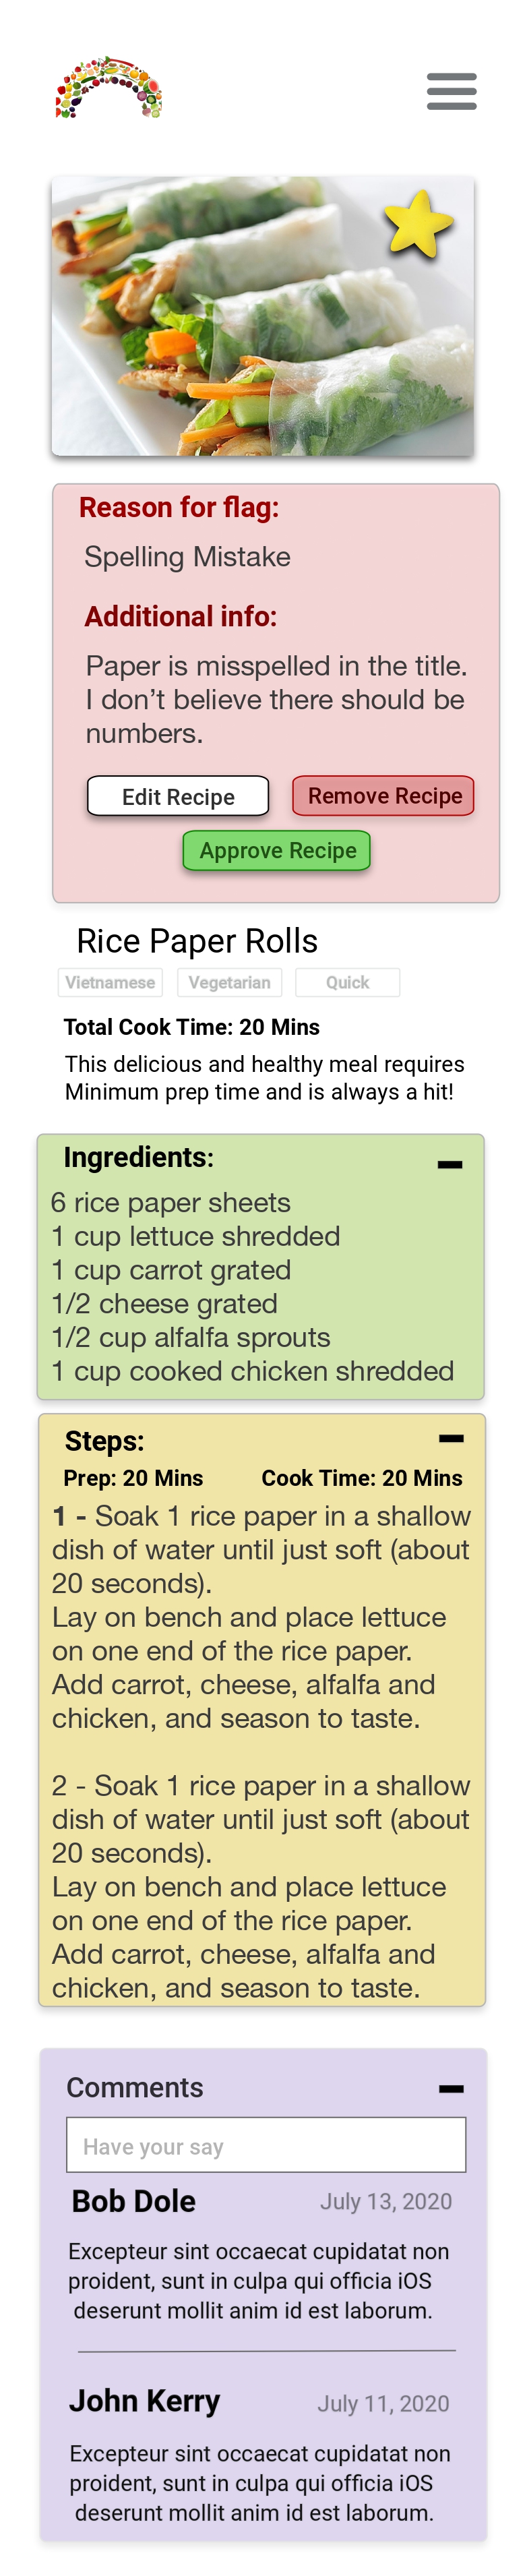 Reason for flag:
Spelling Mistake
Additional info:
Paper is misspelled in the title.
I don’t believe there should be
numbers.
Edit Recipe
Remove Recipe
Approve Recipe
Rice Paper Rolls
Vietnamese
Vegetarian
Quick
Total Cook Time: 20 Mins
This delicious and healthy meal requires
Minimum prep time and is always a hit!
Ingredients:
6 rice paper sheets
1 cup lettuce shredded
1 cup carrot grated
1/2 cheese grated
1/2 cup alfalfa sprouts
1 cup cooked chicken shredded
Steps:
Prep: 20 Mins
Cook Time: 20 Mins
1 - Soak 1 rice paper in a shallow
dish of water until just soft (about
20 seconds).
Lay on bench and place lettuce
on one end of the rice paper.
Add carrot, cheese, alfalfa and
chicken, and season to taste.
2 - Soak 1 rice paper in a shallow
dish of water until just soft (about
20 seconds).
Lay on bench and place lettuce
on one end of the rice paper.
Add carrot, cheese, alfalfa and
chicken, and season to taste.
Comments
Have your say
Bob Dole
July 13, 2020
Excepteur sint occaecat cupidatat non
proident, sunt in culpa qui officia iOS
deserunt mollit anim id est laborum.
John Kerry
July 11, 2020
Excepteur sint occaecat cupidatat non
proident, sunt in culpa qui officia iOS
deserunt mollit anim id est laborum.